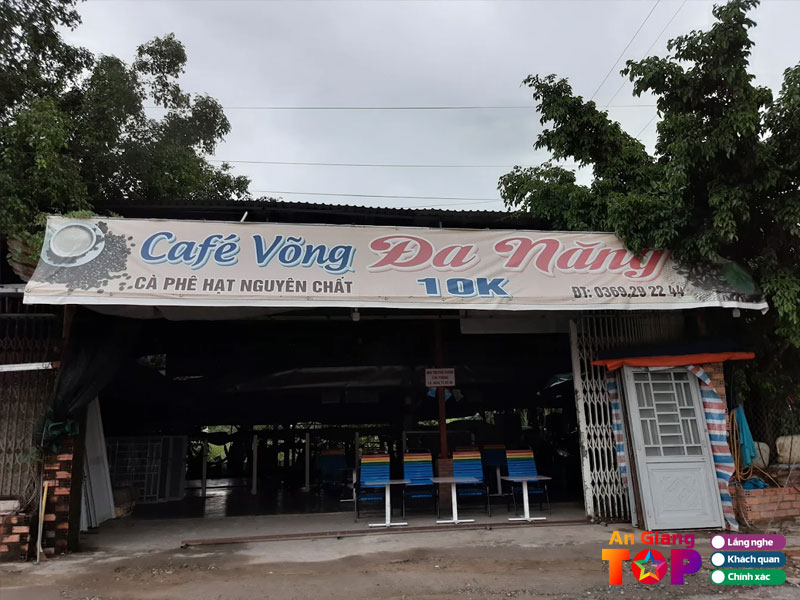 Café Võng Đa Năng
CÀ PHÊ HẠT NGUYÊN CHẤT
10K
ĐT: 0369.29 22 44
An Giang
TOP
Lắng nghe
Khách quan
Chính xác